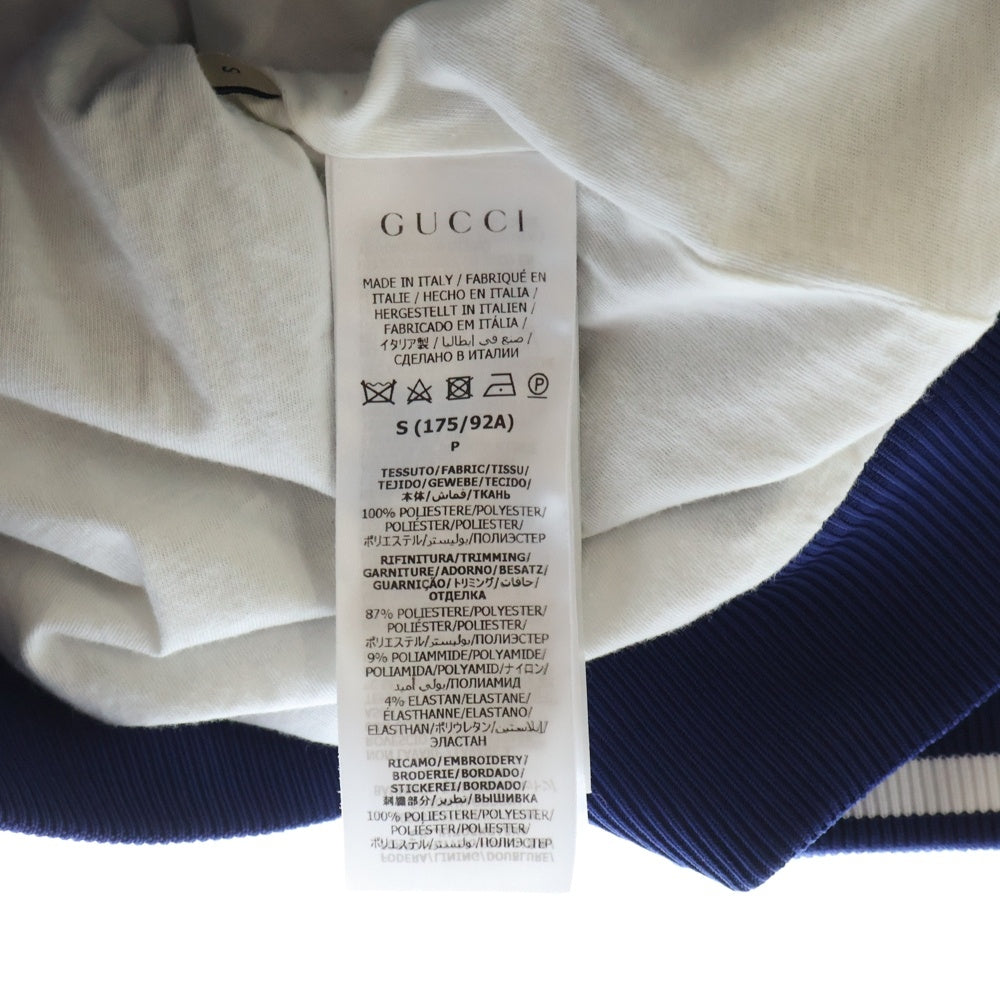 S
GUCCI
MADE IN ITALY / FABRIQUÉ EN
ITALIE / HECHO EN ITALIA /
HERGESTELLT IN ITALIEN /
FABRICADO EM ITÁLIA /
イタリア製 / صنع في إيطاليا /
СДЕЛАНО В ИТАЛИИ
P
S (175/92A)
P
TESSUTO/FABRIC/TISSU/
TEJIDO/GEWEBE/TECIDO/
本体/قماش/ТКАНЬ
100% POLIESTERE/POLYESTER/
POLIÉSTER/POLIESTER/
ポリエステル/بوليستر/ПОЛИЭСТЕР
RIFINITURA/TRIMMING/
GARNITURE/ADORNO/BESATZ/
GUARNIÇÃO/トリミング/حافات/
ОТДЕЛКА
87% POLIESTERE/POLYESTER/
POLIÉSTER/POLIESTER/
ポリエステル/بوليستر/ПОЛИЭСТЕР
9% POLIAMMIDE/POLYAMIDE/
POLIAMIDA/POLYAMID/ナイロン/
بولي أميد/ПОЛИАМИД
4% ELASTAN/ELASTANE/
ÉLASTHANNE/ELASTANO/
ELASTHAN/ポリウレタン/إيلاستين/
ЭЛАСТАН
RICAMO/EMBROIDERY/
BRODERIE/BORDADO/
STICKEREI/BORDADO/
刺繍部分/تطريز/ВЫШИВКА
100% POLIESTERE/POLYESTER/
POLIÉSTER/POLIESTER/
ポリエステル/بوليستر/ПОЛИЭСТЕР
FODERA/LINING/DOUBLURE/